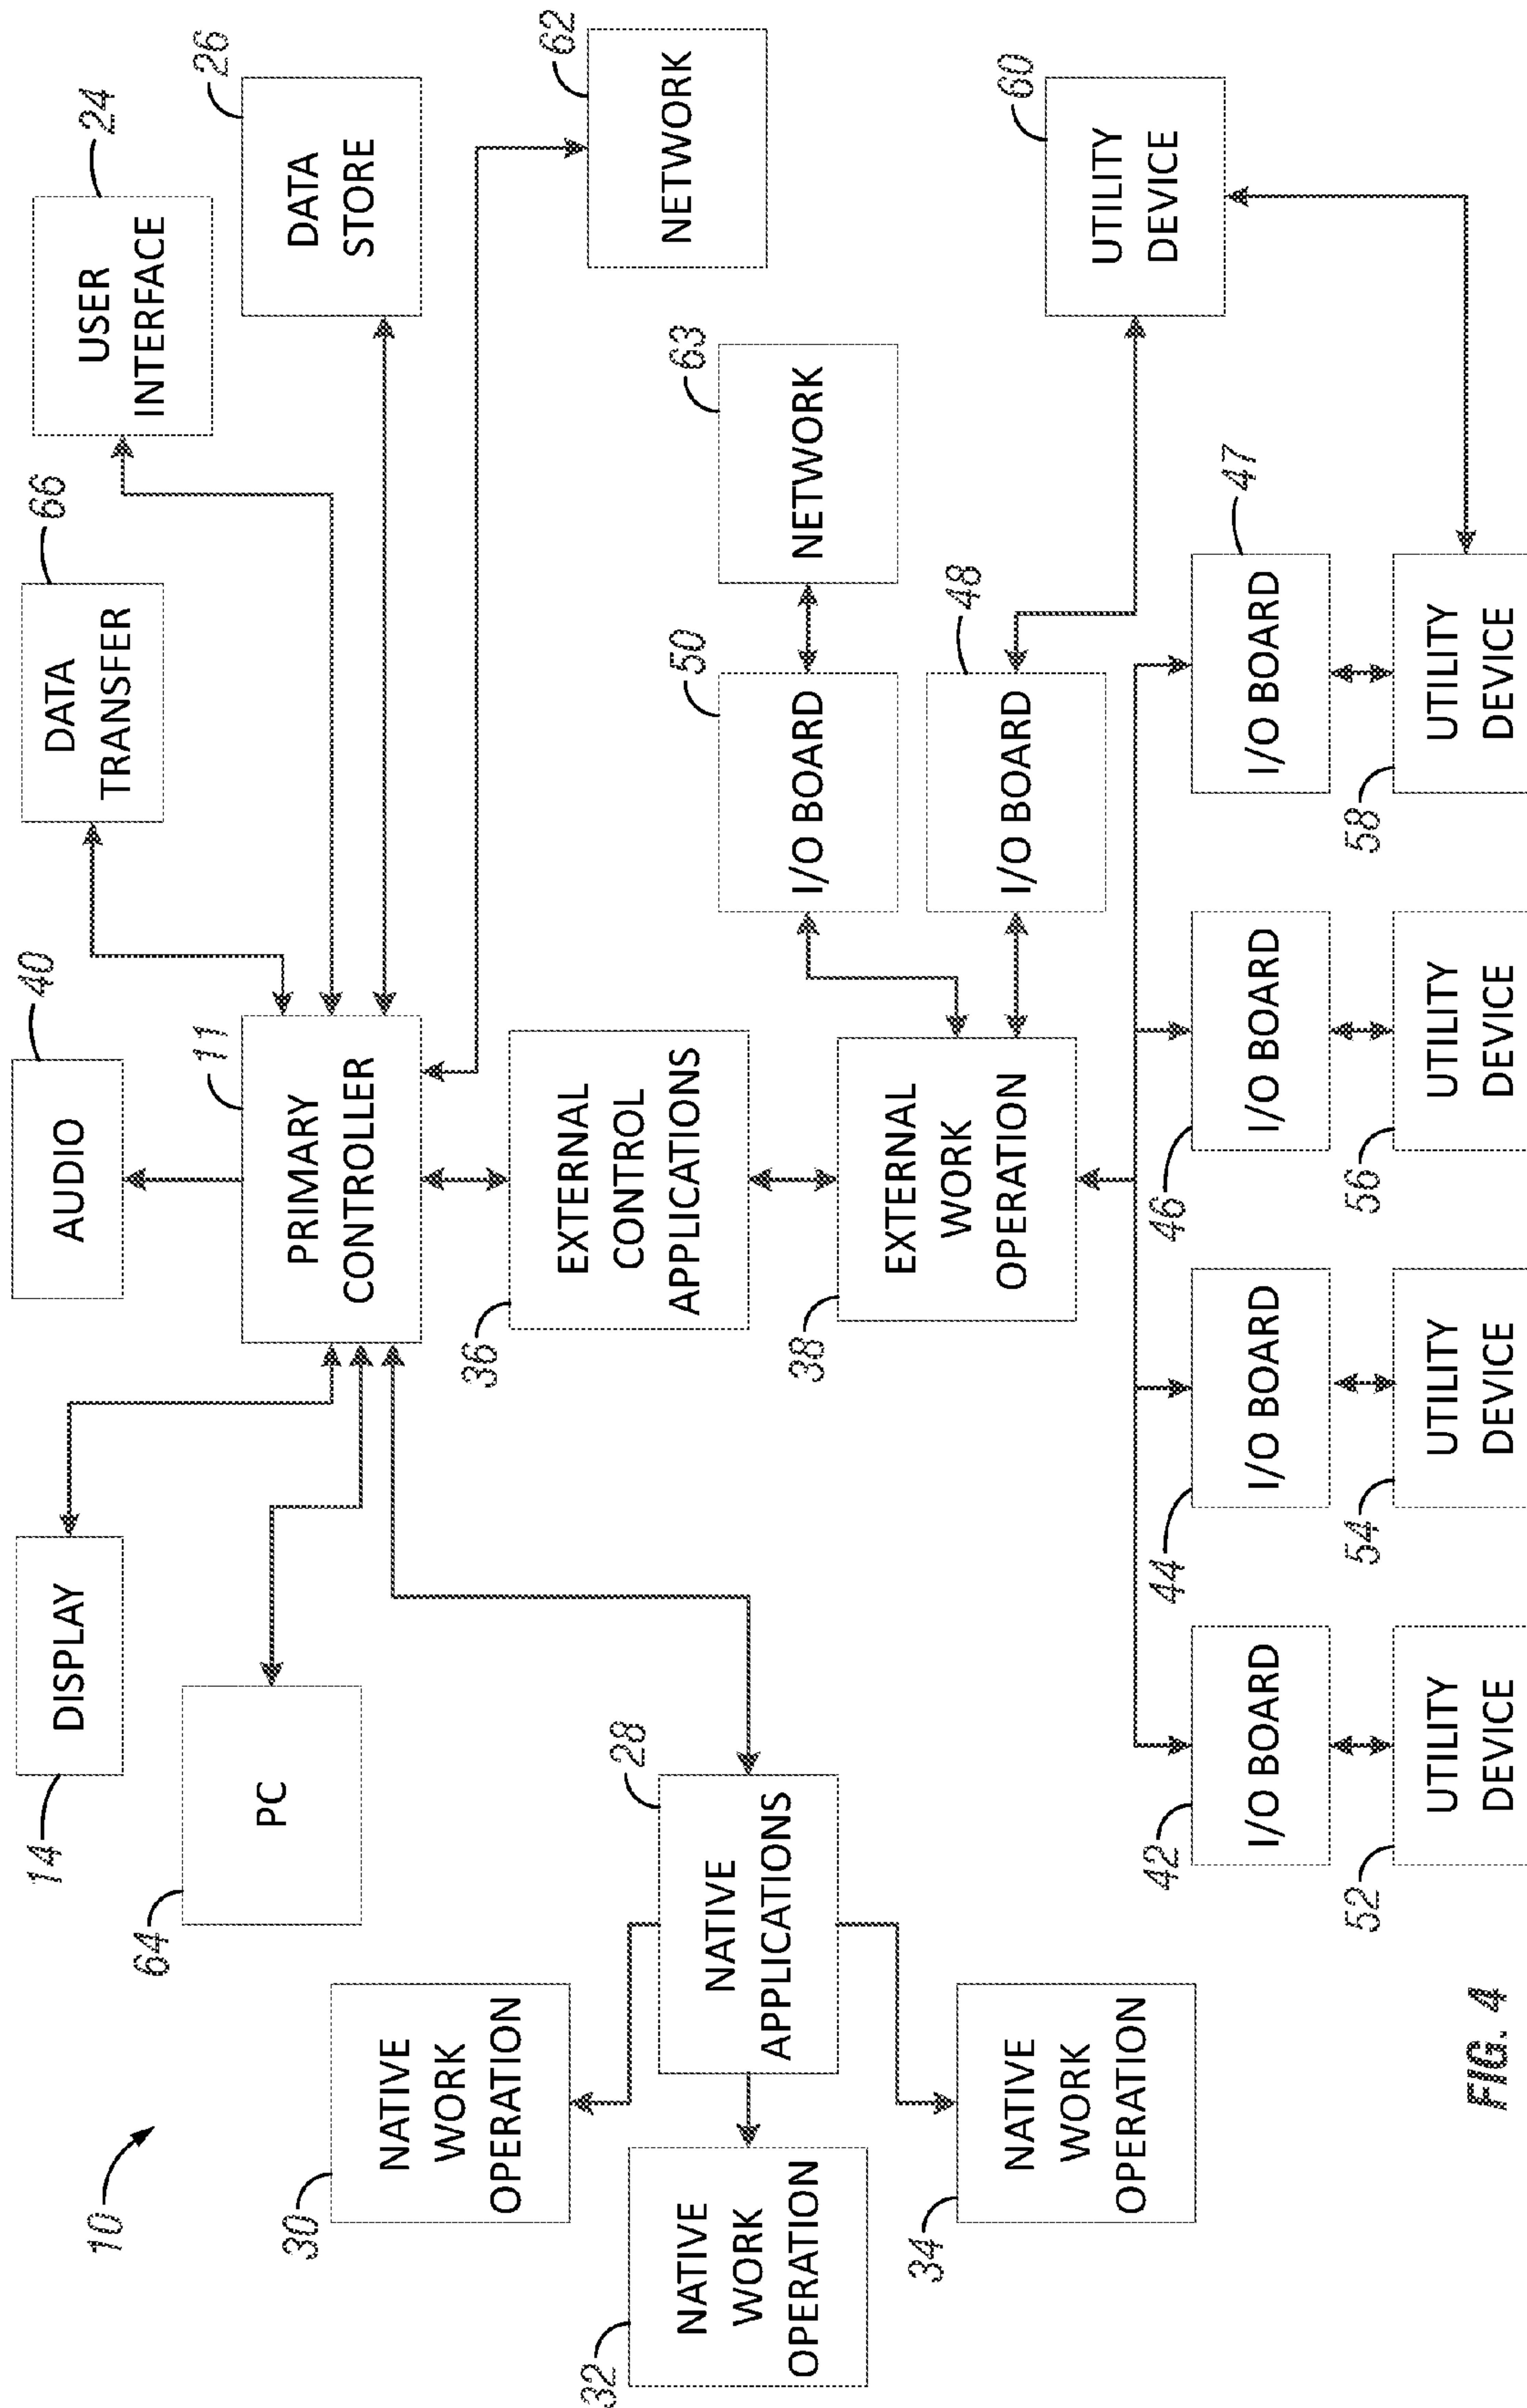 10
14
DISPLAY
64
PC
AUDIO
40
DATA
TRANSFER
66
USER
INTERFACE
24
DATA
STORE
26
PRIMARY
CONTROLLER
11
NETWORK
62
30
NATIVE
WORK
OPERATION
32
NATIVE
WORK
OPERATION
34
NATIVE
WORK
OPERATION
NATIVE
APPLICATIONS
28
36
EXTERNAL
CONTROL
APPLICATIONS
38
EXTERNAL
WORK
OPERATION
I/O BOARD
50
NETWORK
63
I/O BOARD
48
UTILITY
DEVICE
60
42
I/O BOARD
44
I/O BOARD
46
I/O BOARD
I/O BOARD
47
52
UTILITY
DEVICE
54
UTILITY
DEVICE
56
UTILITY
DEVICE
58
UTILITY
DEVICE
FIG. 4